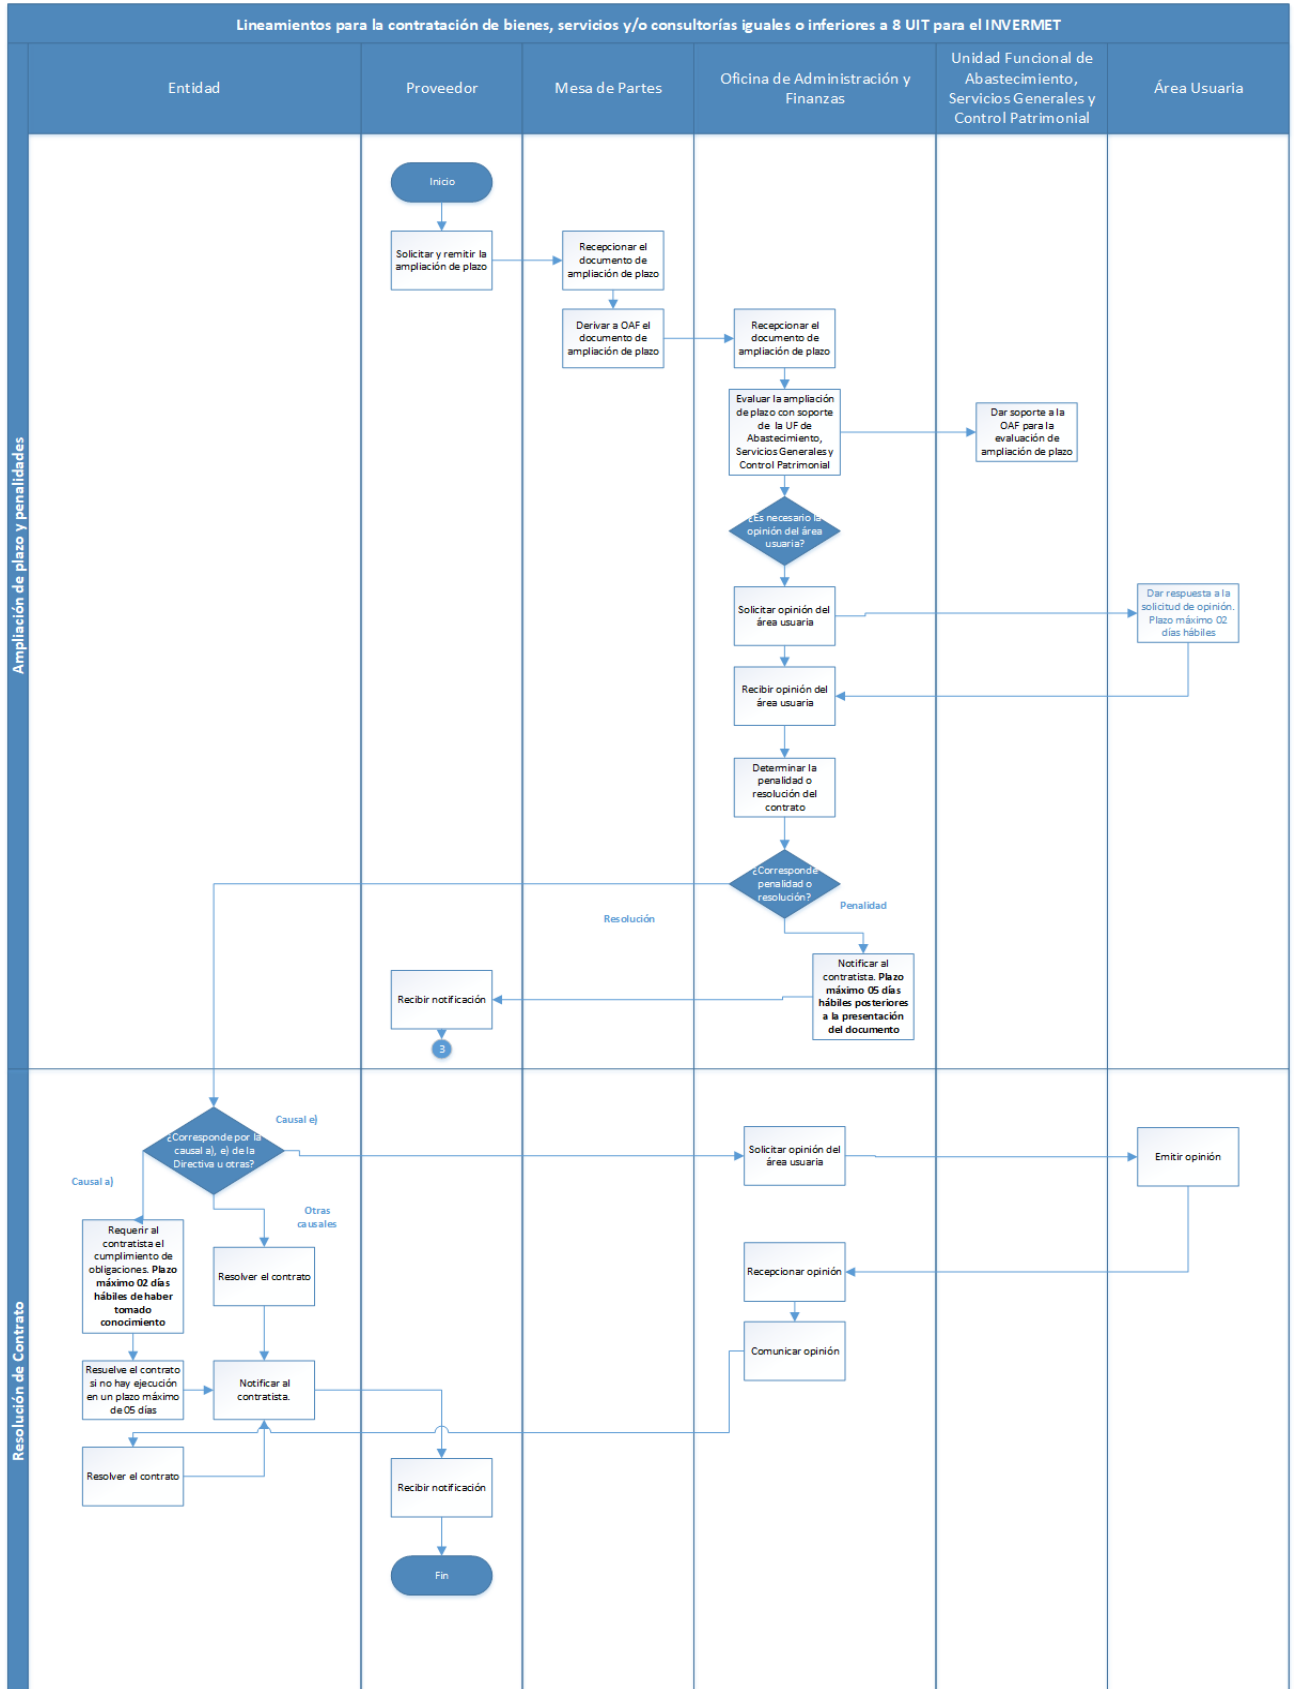 Lineamientos para la contratación de bienes, servicios y/o consultorías iguales o inferiores a 8 UIT para el INVERMET
Entidad
Proveedor
Mesa de Partes
Oficina de Administración y
Finanzas
Unidad Funcional de
Abastecimiento,
Servicios Generales y
Control Patrimonial
Área Usuaria
Ampliación de plazo y penalidades
Inicio
Solicitar y remitir la
ampliación de plazo
Recepcionar el
documento de
ampliación de plazo
Derivar a OAF el
documento de
ampliación de plazo
Recepcionar el
documento de
ampliación de plazo
Evaluar la ampliación
de plazo con soporte
de la UF de
Abastecimiento,
Servicios Generales y
Control Patrimonial
Dar soporte a la
OAF para la
evaluación de
ampliación de plazo
¿Es necesario la
opinión del área
usuaria?
Solicitar opinión del
área usuaria
Dar respuesta a la
solicitud de opinión.
Plazo máximo 02
días hábiles
Recibir opinión del
área usuaria
Determinar la
penalidad o
resolución del
contrato
¿Corresponde
penalidad o
resolución?
Penalidad
Resolución
Notificar al
contratista. Plazo
máximo 05 días
hábiles posteriores
a la presentación
del documento
Recibir notificación
3
Resolución de Contrato
¿Corresponde por la
causal a), e) de la
Directiva u otras?
Causal e)
Causal a)
Otras
causales
Solicitar opinión del
área usuaria
Emitir opinión
Requerir al
contratista el
cumplimiento de
obligaciones. Plazo
máximo 02 días
hábiles de haber
tomado
conocimiento
Resolver el contrato
Recepcionar opinión
Comunicar opinión
Resuelve el contrato
si no hay ejecución
en un plazo máximo
de 05 días
Notificar al
contratista.
Resolver el contrato
Recibir notificación
Fin